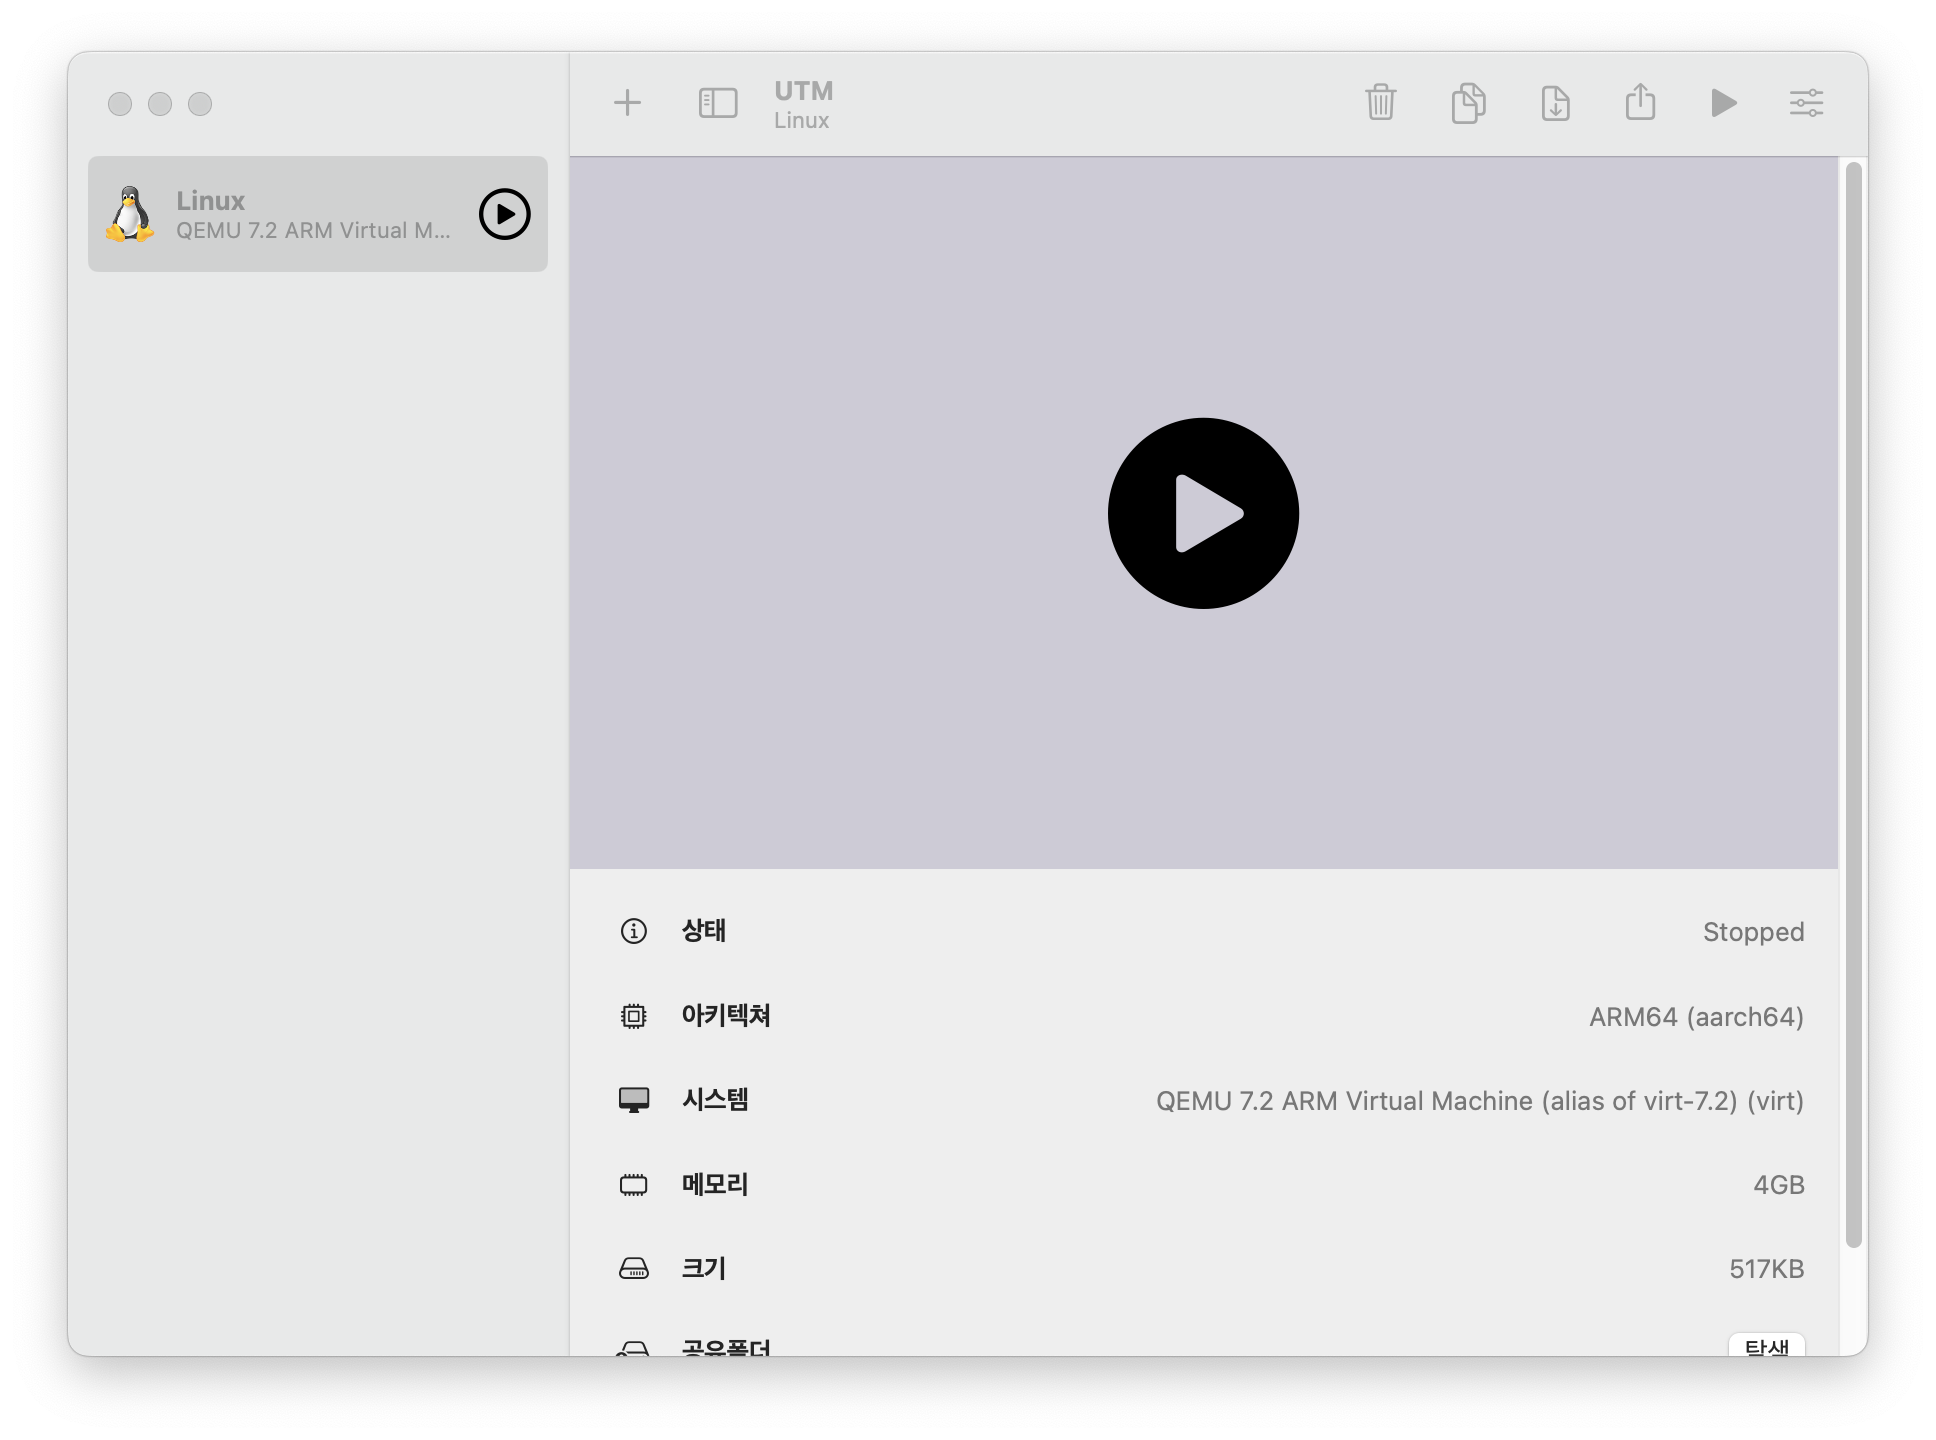 UTM
Linux
Linux
QEMU 7.2 ARM Virtual M...
상태 Stopped
아키텍쳐 ARM64 (aarch64)
시스템 QEMU 7.2 ARM Virtual Machine (alias of virt-7.2) (virt)
메모리 4GB
크기 517KB
공유폴더 탐색